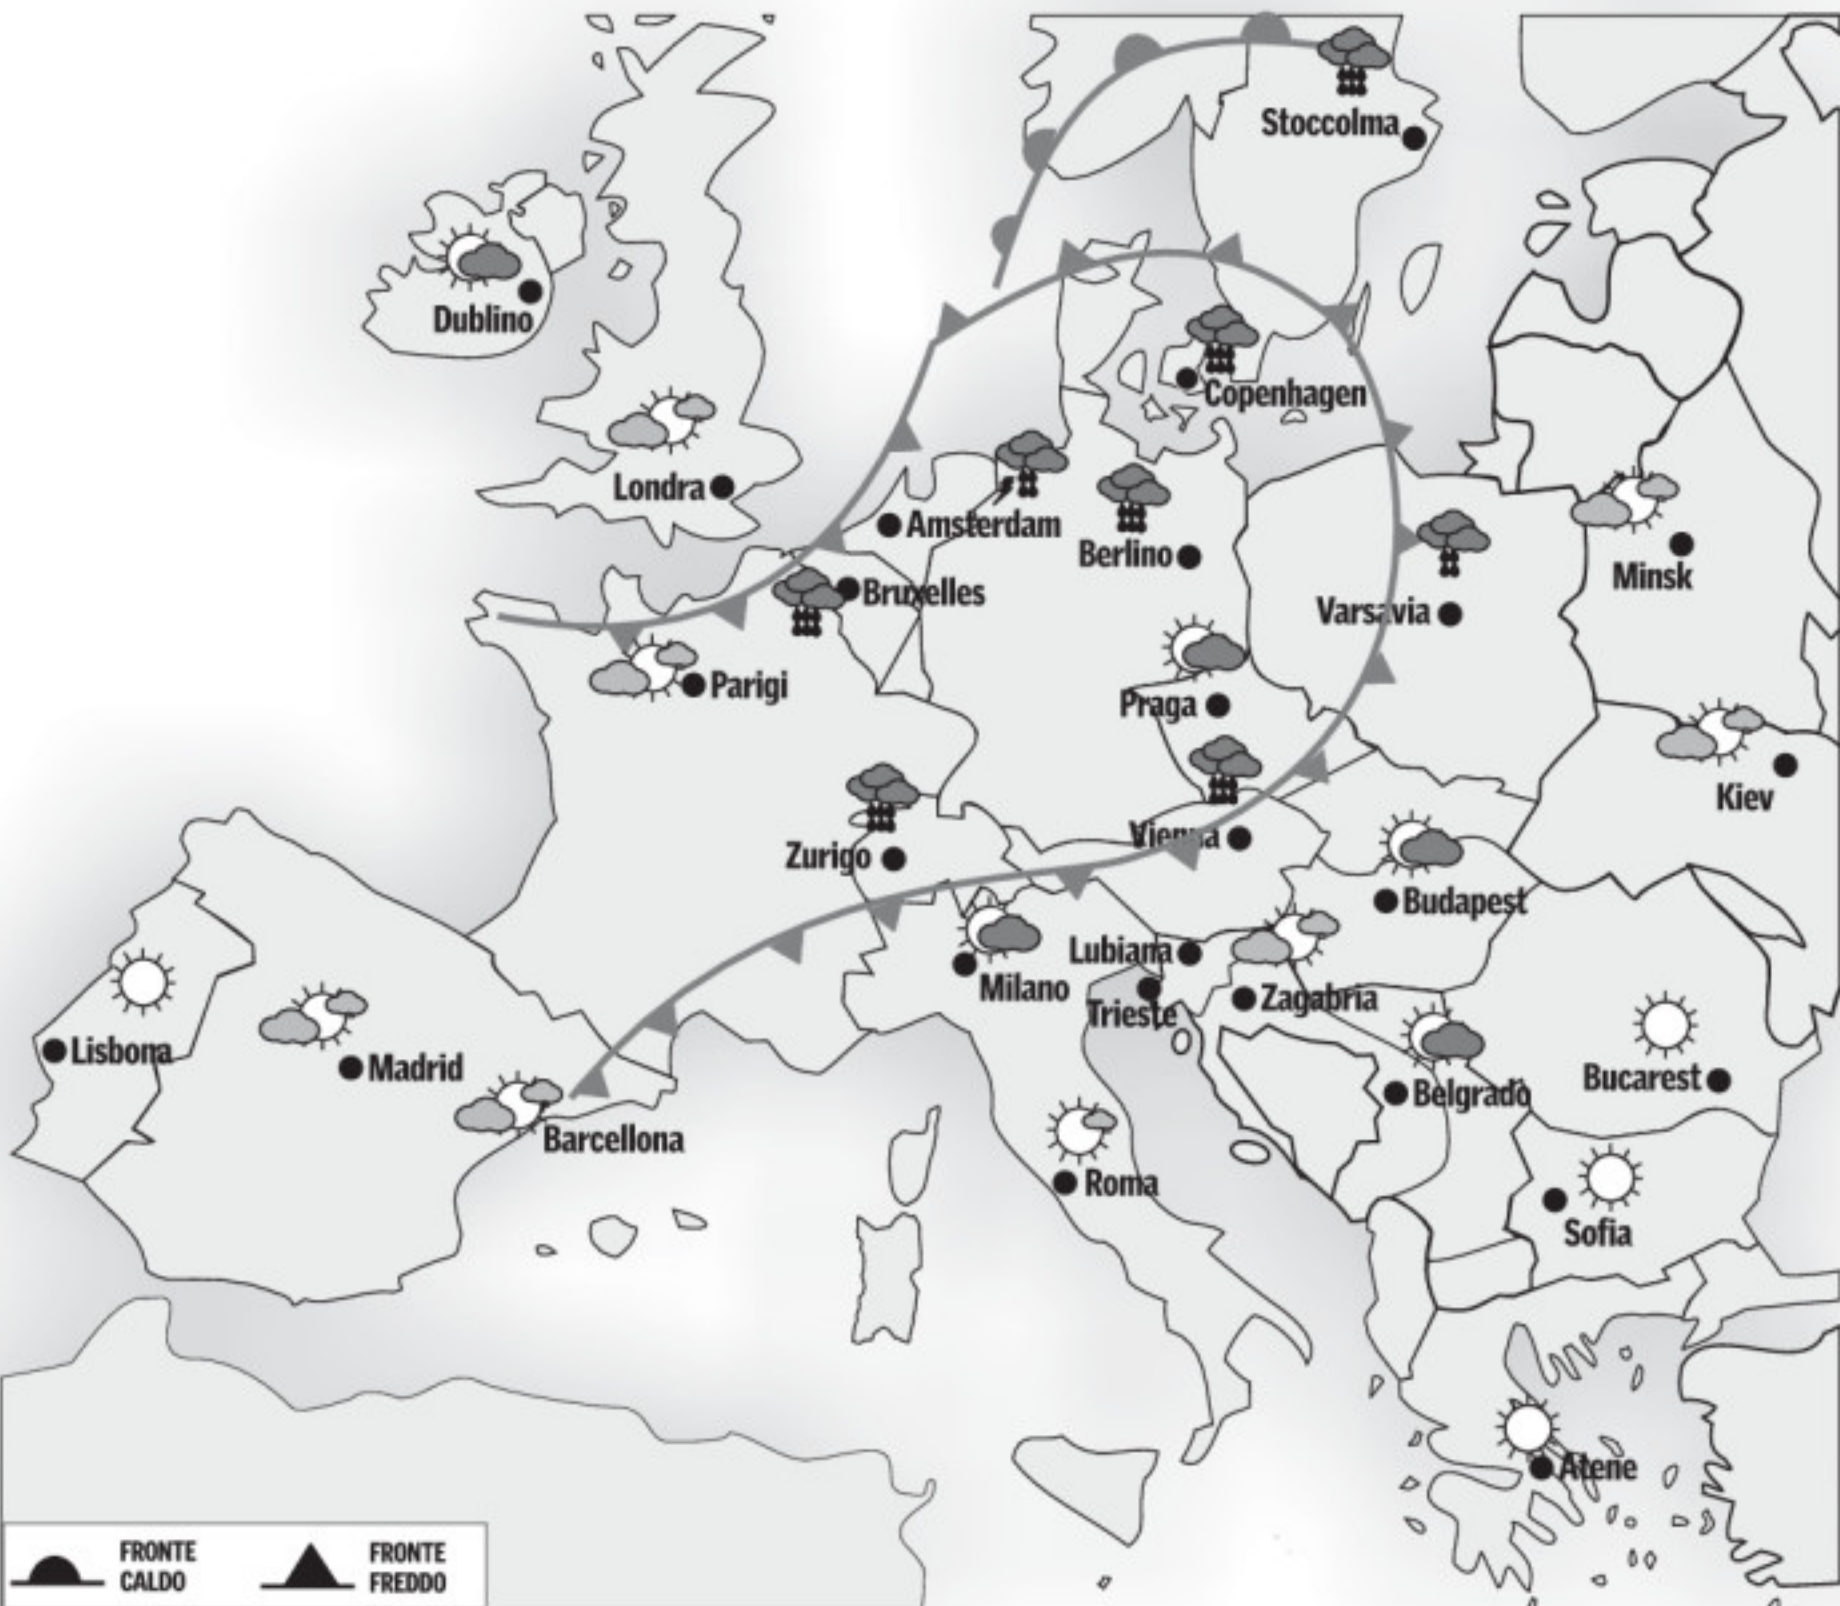 Stoccolma
Dublino
Copenhagen
Londra
Amsterdam
Berlino
Minsk
Bruxelles
Varsavia
Parigi
Praga
Kiev
Vienna
Zurigo
Budapest
Lubiana
Milano
Zagabria
Trieste
Lisbona
Madrid
Bucarest
Belgrado
Barcellona
Roma
Sofia
Atene
FRONTE
CALDO
FRONTE
FREDDO